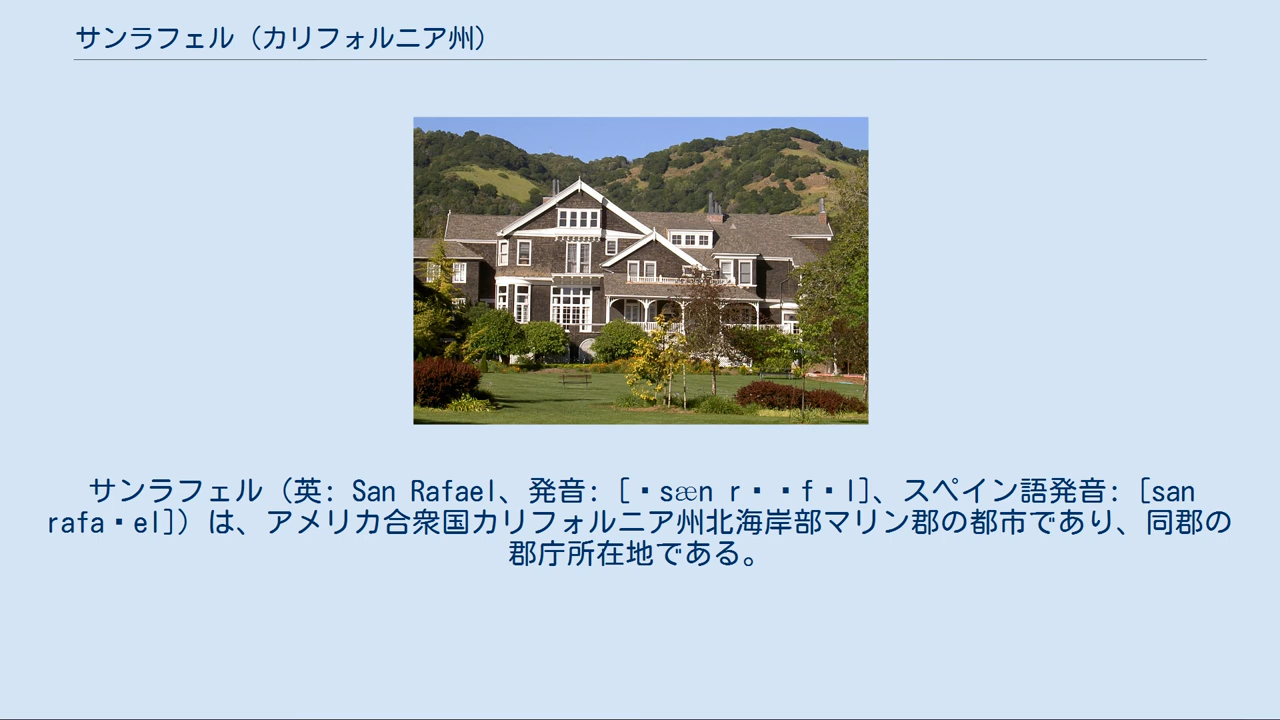 サンラフェル（カリフォルニア州）
サンラフェル（英: San Rafael、発音: [▪sæn r▪▪f▪l]、スペイン語発音: [san
rafa▪el]）は、アメリカ合衆国カリフォルニア州北海岸部マリン郡の都市であり、同郡の
郡庁所在地である。